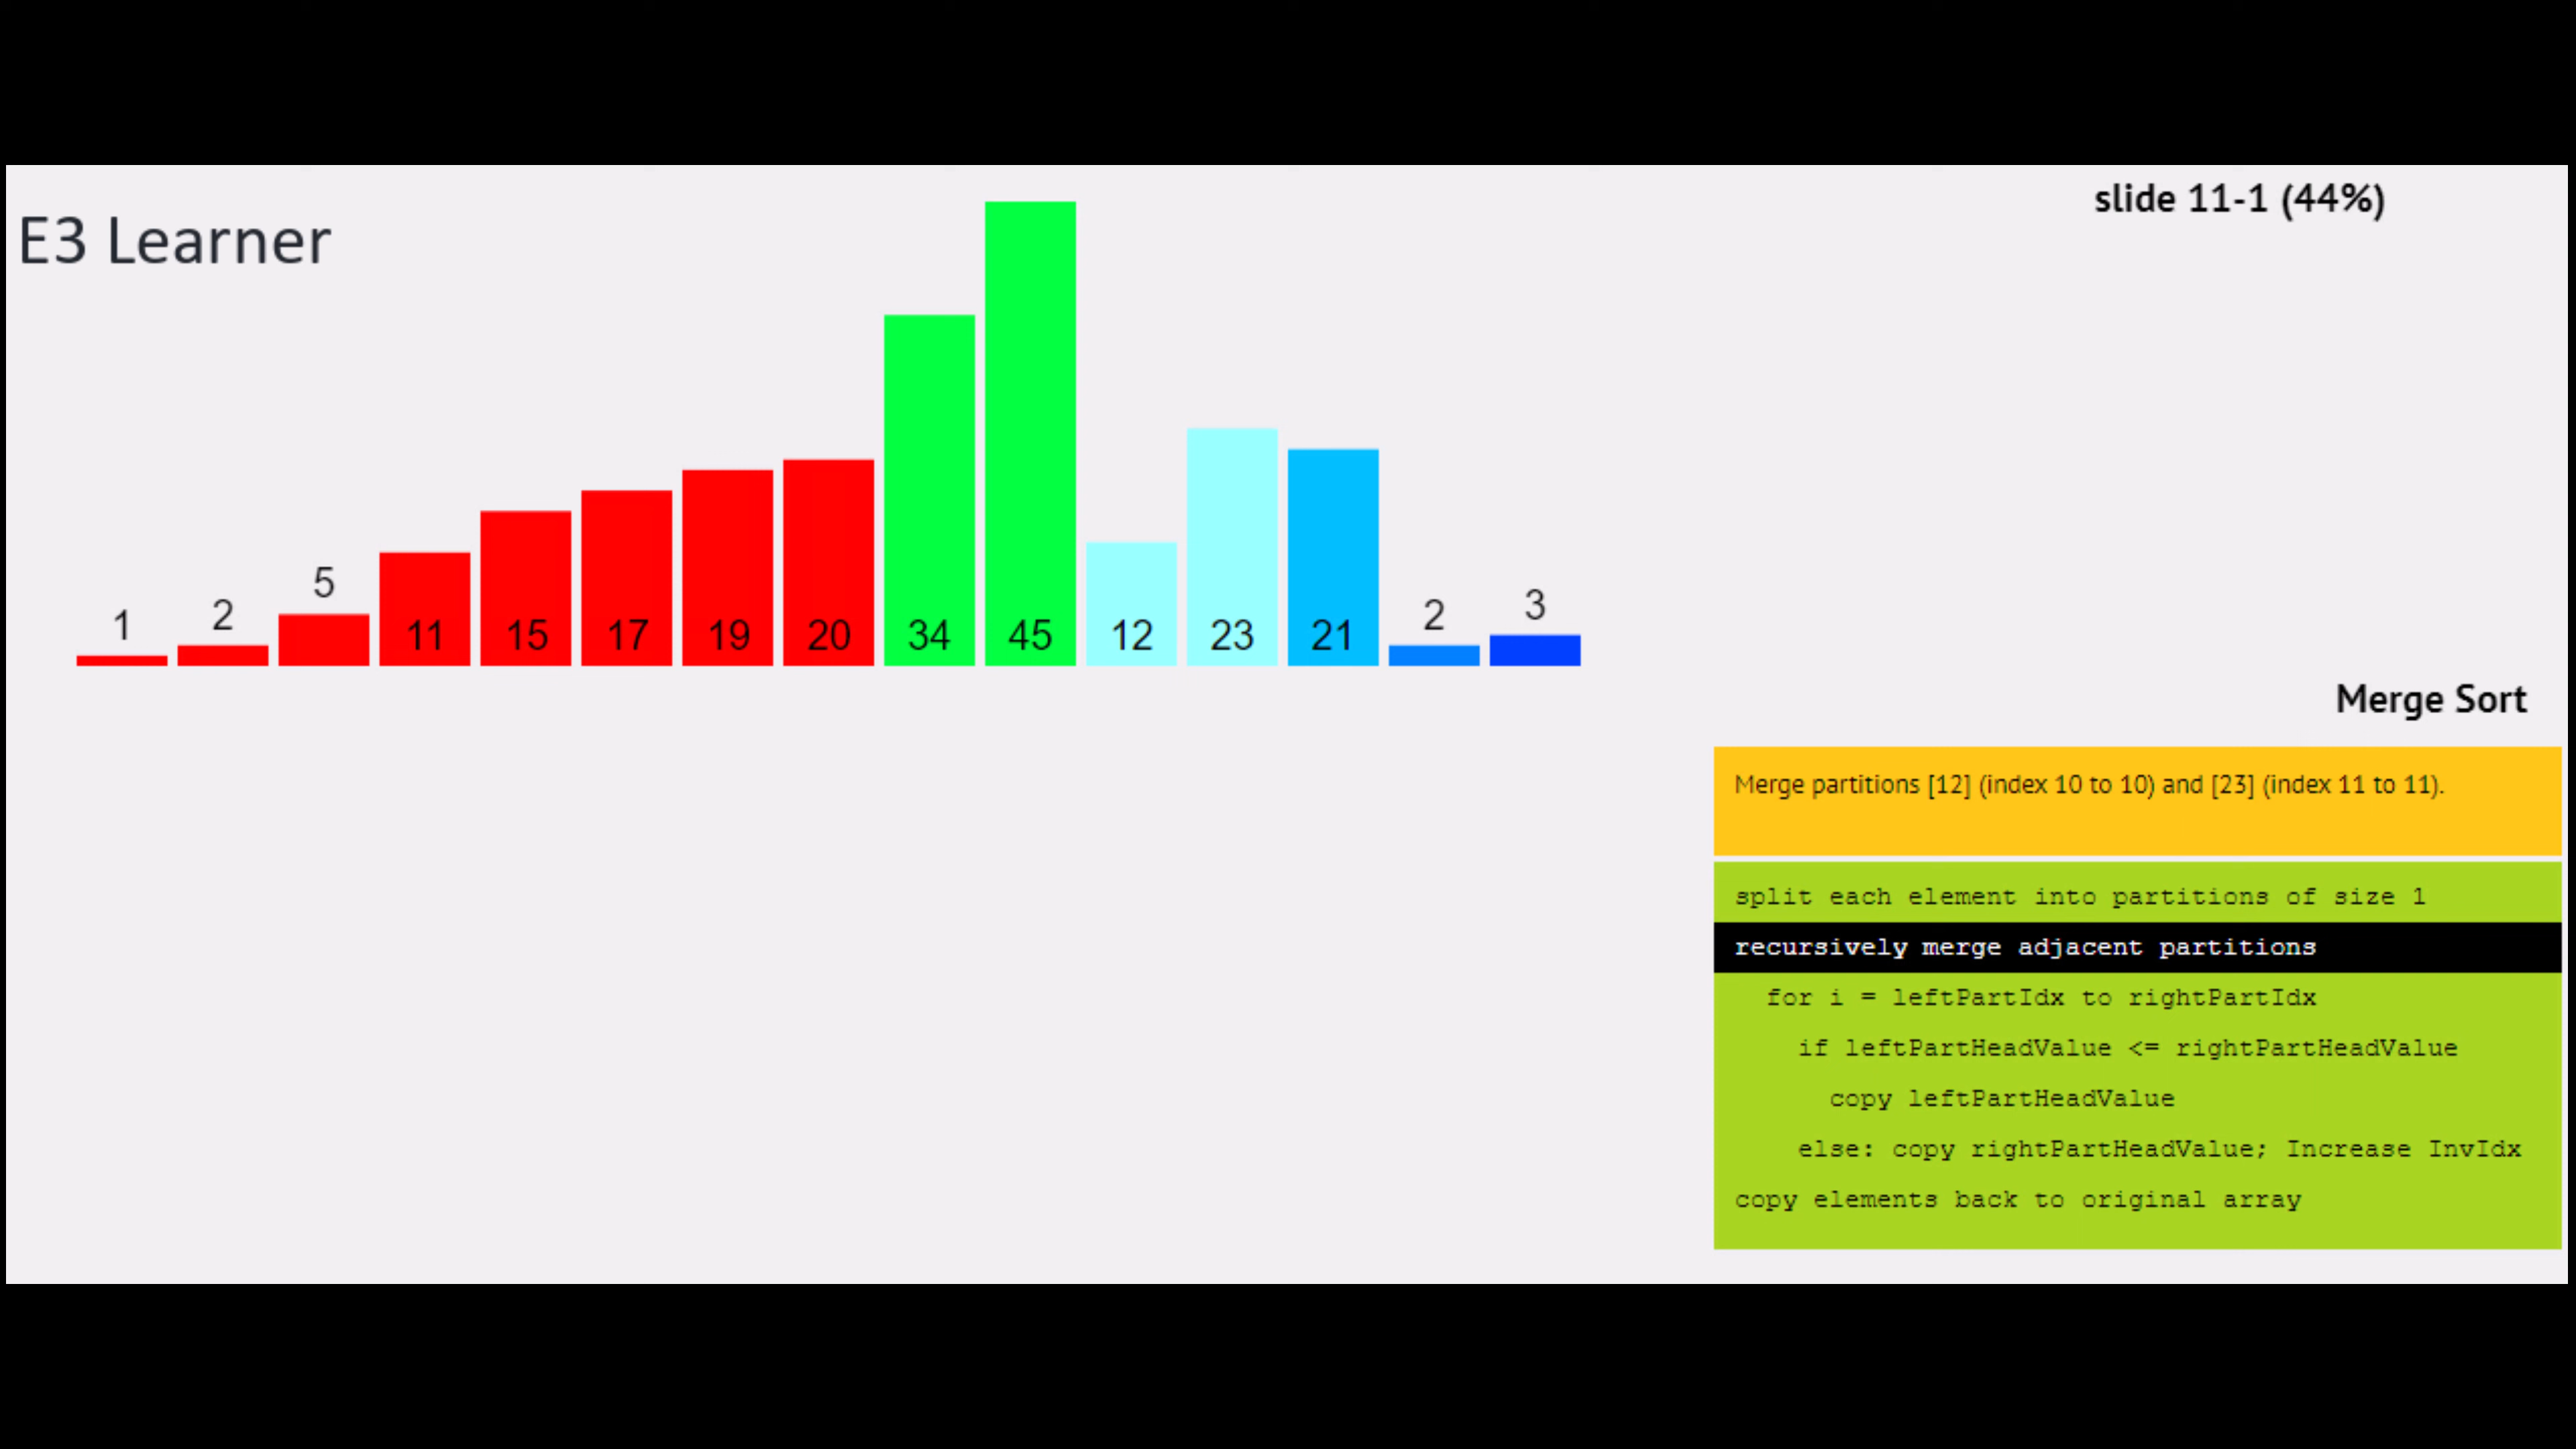 slide 11-1 (44%)
E3 Learner
1 2 5 11 15 17 19 20 34 45 12 23 21 2 3
Merge Sort
Merge partitions [12] (index 10 to 10) and [23] (index 11 to 11).
split each element into partitions of size 1
recursively merge adjacent partitions
for i = leftPartIdx to rightPartIdx
if leftPartHeadValue <= rightPartHeadValue
copy leftPartHeadValue
else: copy rightPartHeadValue; Increase InvIdx
copy elements back to original array